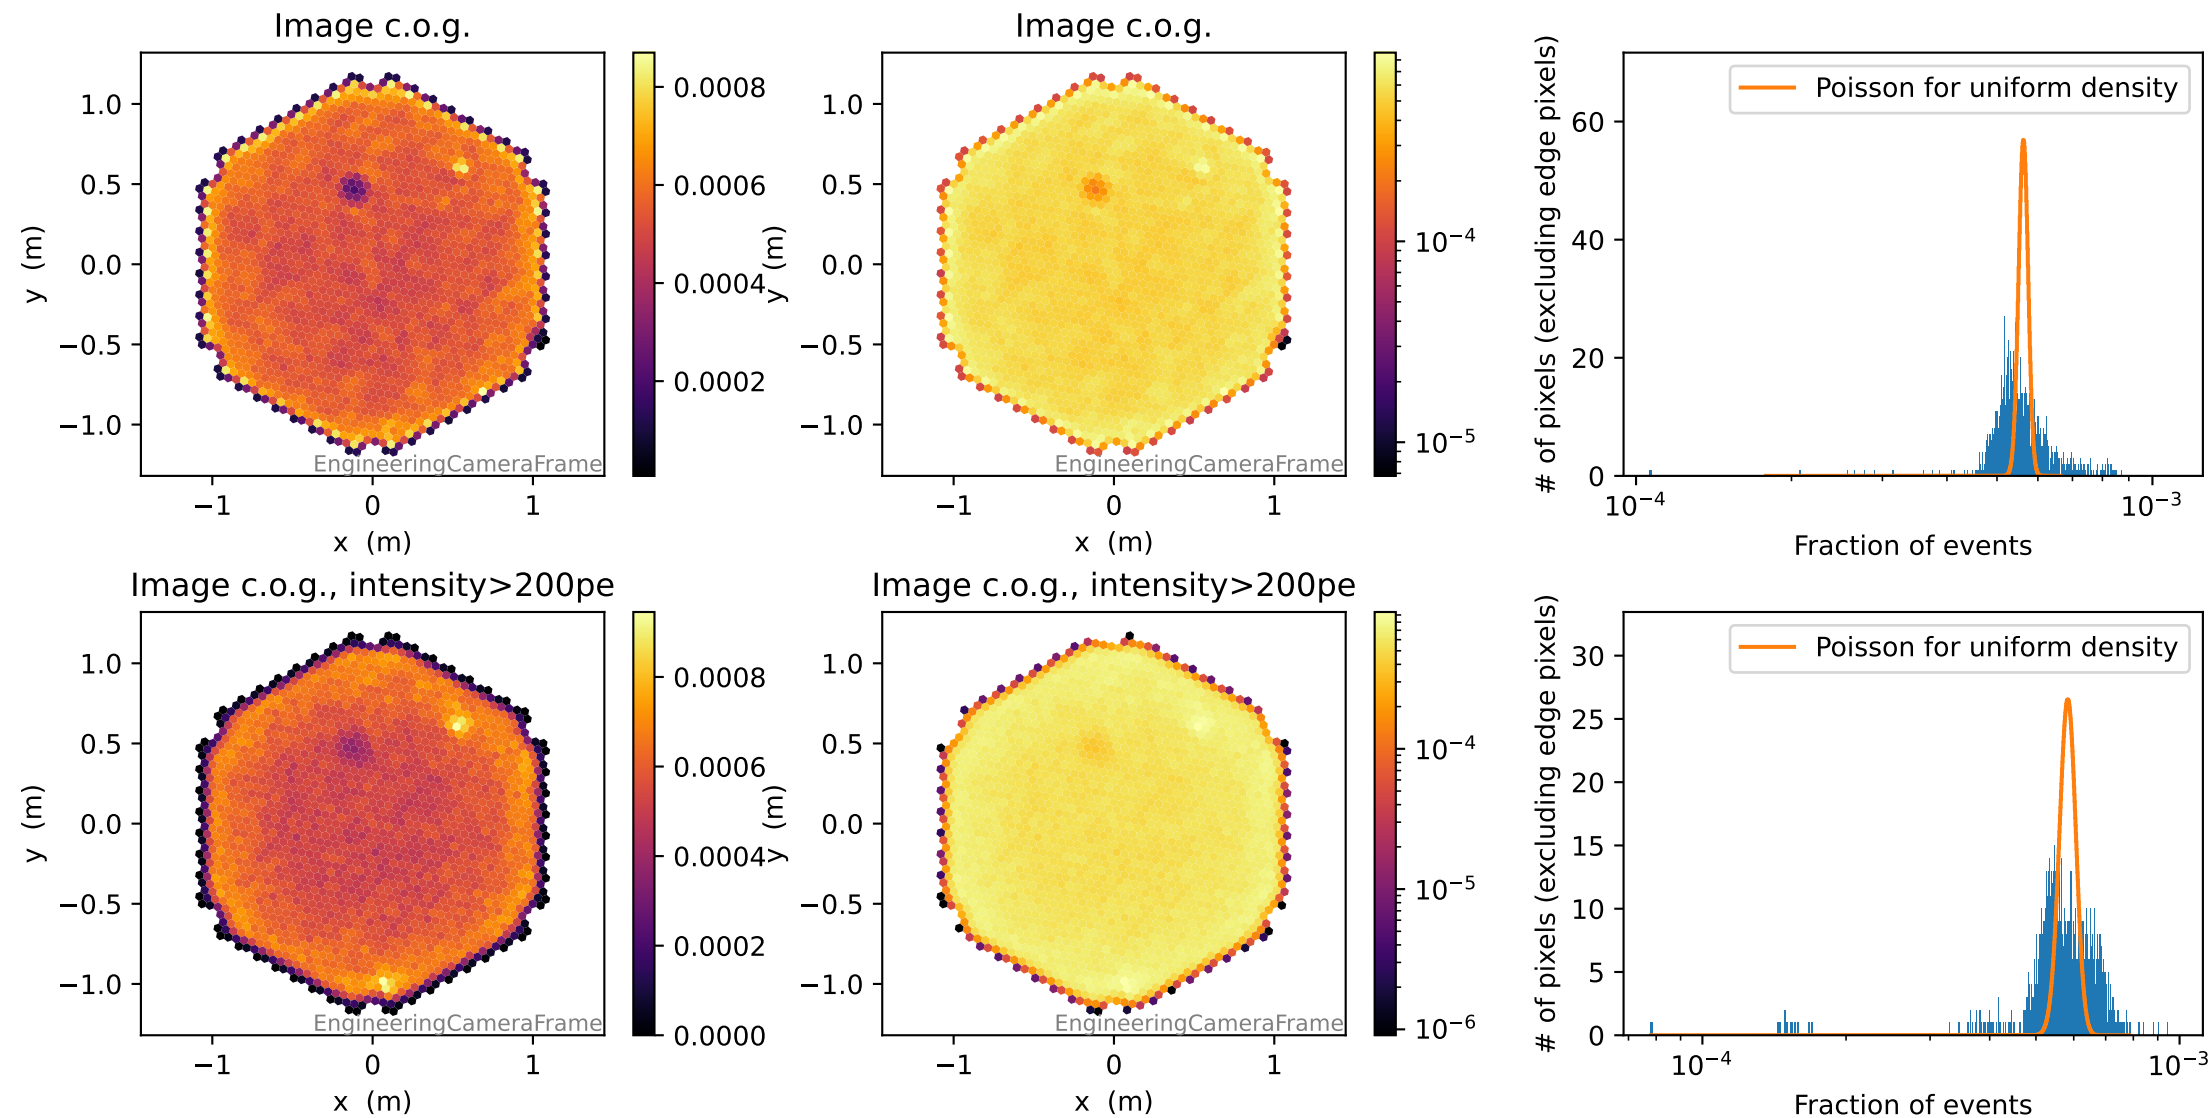 Image c.o.g.
y (m)
1.0
0.5
0.0
−0.5
−1.0
−1
0
1
x (m)
EngineeringCameraFrame
0.0008
0.0006
0.0004
0.0002
Image c.o.g.
y (m)
1.0
0.5
0.0
−0.5
−1.0
−1
0
1
x (m)
EngineeringCameraFrame
10⁻⁴
10⁻⁵
# of pixels (excluding edge pixels)
60
40
20
0
Poisson for uniform density
10⁻⁴
10⁻³
Fraction of events
Image c.o.g., intensity>200pe
y (m)
1.0
0.5
0.0
−0.5
−1.0
−1
0
1
x (m)
EngineeringCameraFrame
0.0008
0.0006
0.0004
0.0002
0.0000
Image c.o.g., intensity>200pe
y (m)
1.0
0.5
0.0
−0.5
−1.0
−1
0
1
x (m)
EngineeringCameraFrame
10⁻⁴
10⁻⁵
10⁻⁶
# of pixels (excluding edge pixels)
30
25
20
15
10
5
0
Poisson for uniform density
10⁻⁴
10⁻³
Fraction of events